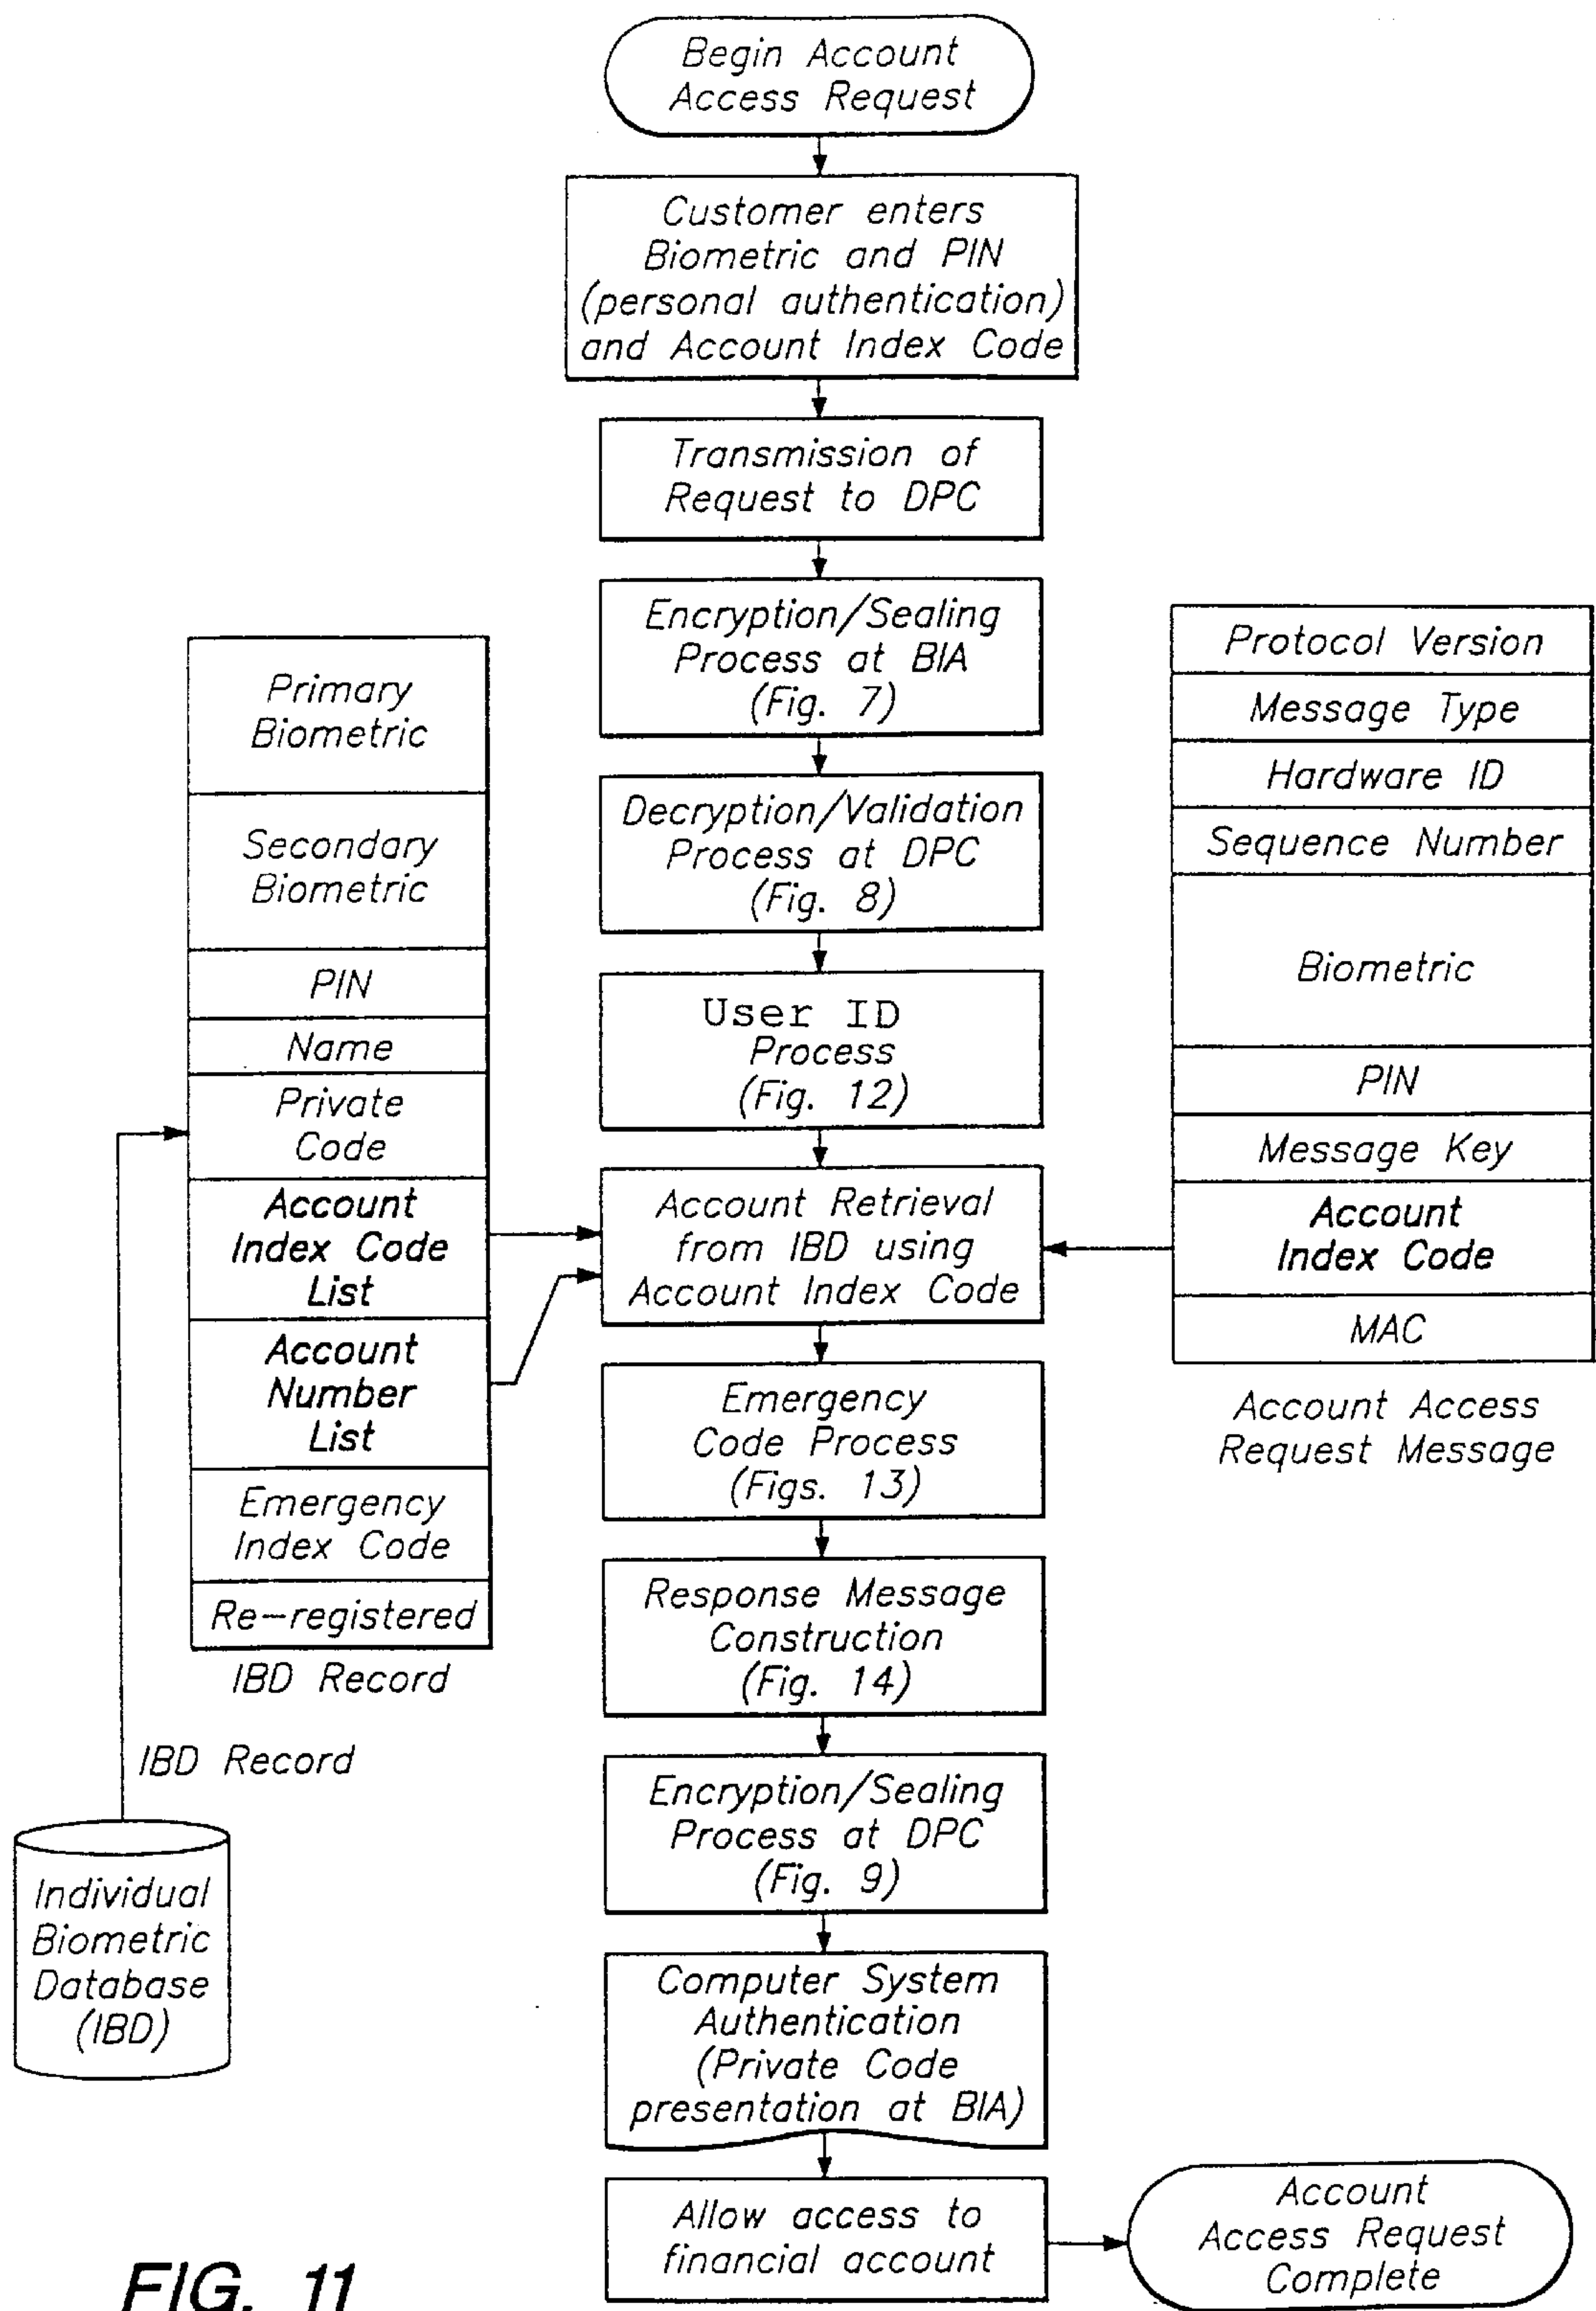 Begin Account
Access Request
Customer enters
Biometric and PIN
(personal authentication)
and Account Index Code
Transmission of
Request to DPC
Encryption/Sealing
Process at BIA
(Fig. 7)
Decryption/Validation
Process at DPC
(Fig. 8)
User ID
Process
(Fig. 12)
Account Retrieval
from IBD using
Account Index Code
Emergency
Code Process
(Figs. 13)
Response Message
Construction
(Fig. 14)
Encryption/Sealing
Process at DPC
(Fig. 9)
Computer System
Authentication
(Private Code
presentation at BIA)
Allow access to
financial account
Account
Access Request
Complete
Primary
Biometric
Secondary
Biometric
PIN
Name
Private
Code
Account
Index Code
List
Account
Number
List
Emergency
Index Code
Re-registered
IBD Record
IBD Record
Individual
Biometric
Database
(IBD)
Protocol Version
Message Type
Hardware ID
Sequence Number
Biometric
PIN
Message Key
Account
Index Code
MAC
Account Access
Request Message
FIG. 11